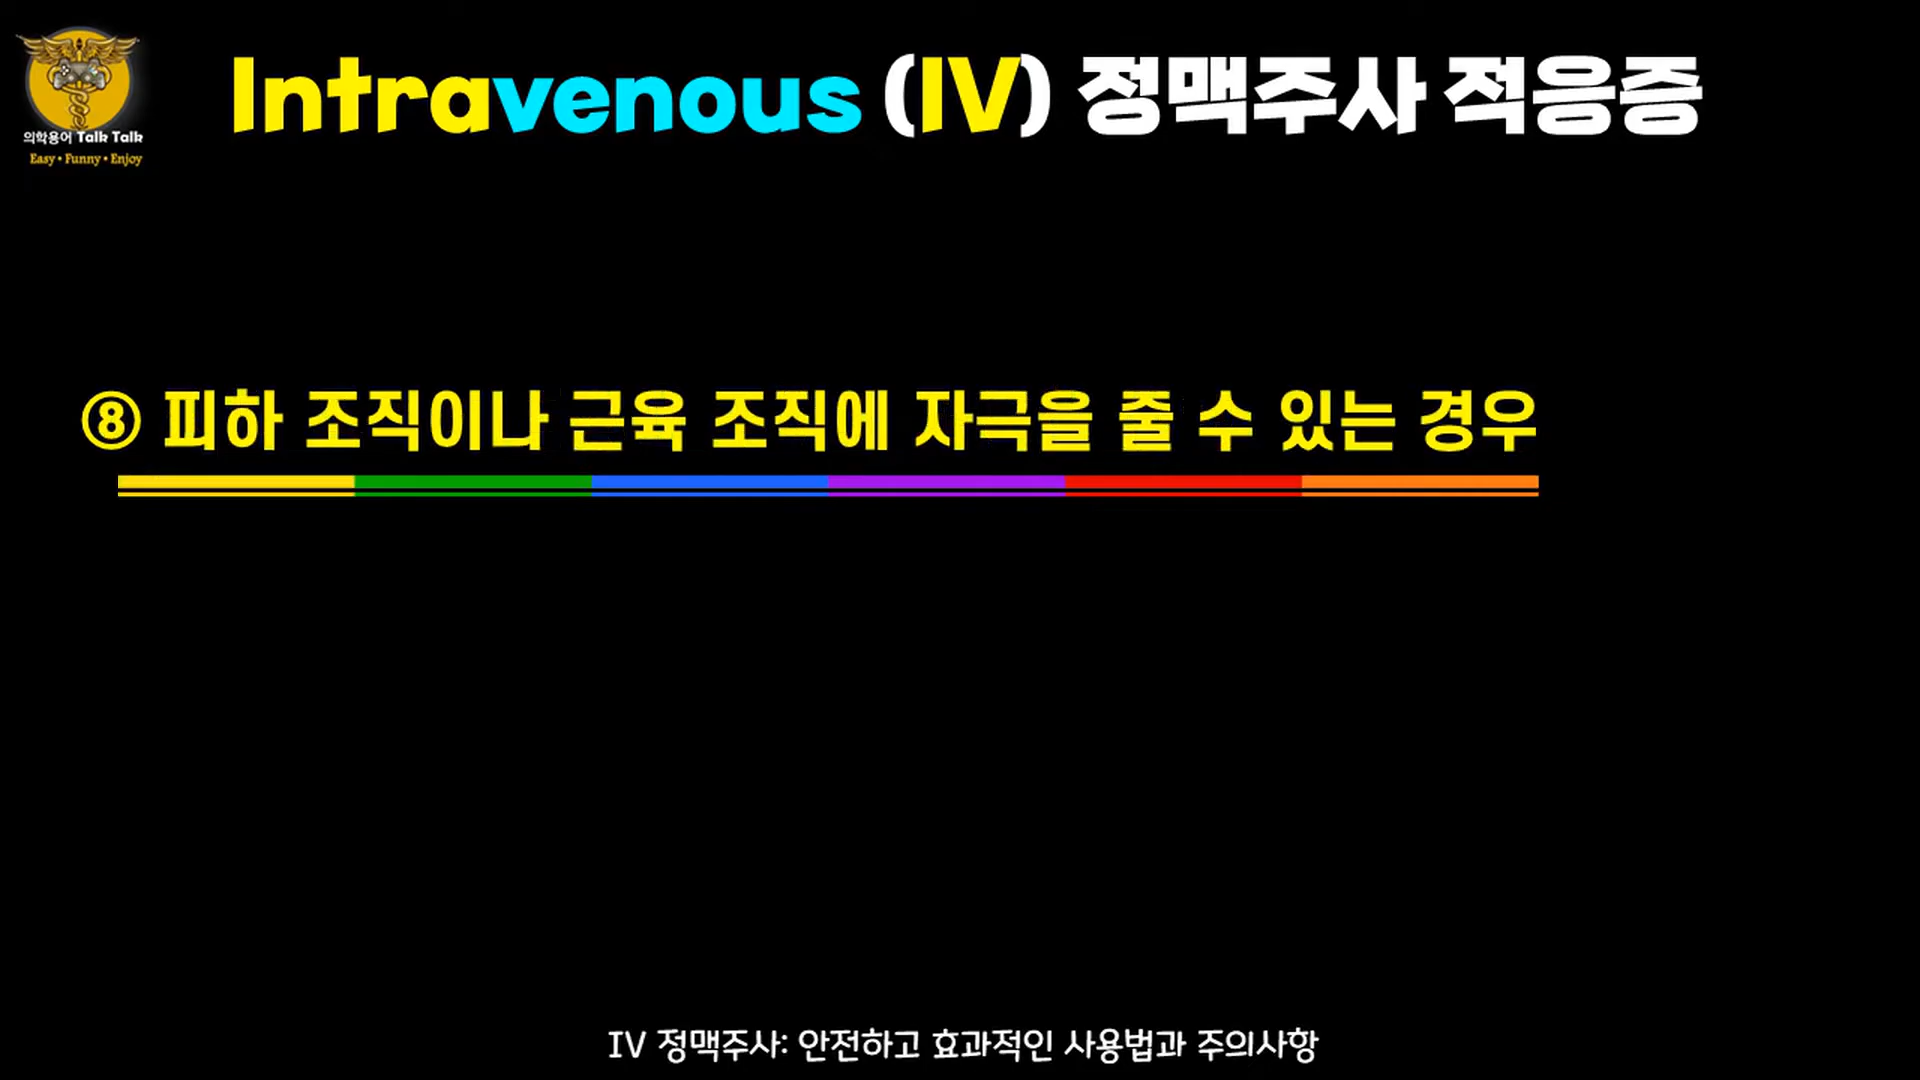 의학용어 Talk Talk
Easy • Funny • Enjoy
Intravenous (IV) 정맥주사 적응증
⑧ 피하 조직이나 근육 조직에 자극을 줄 수 있는 경우
IV 정맥주사: 안전하고 효과적인 사용법과 주의사항